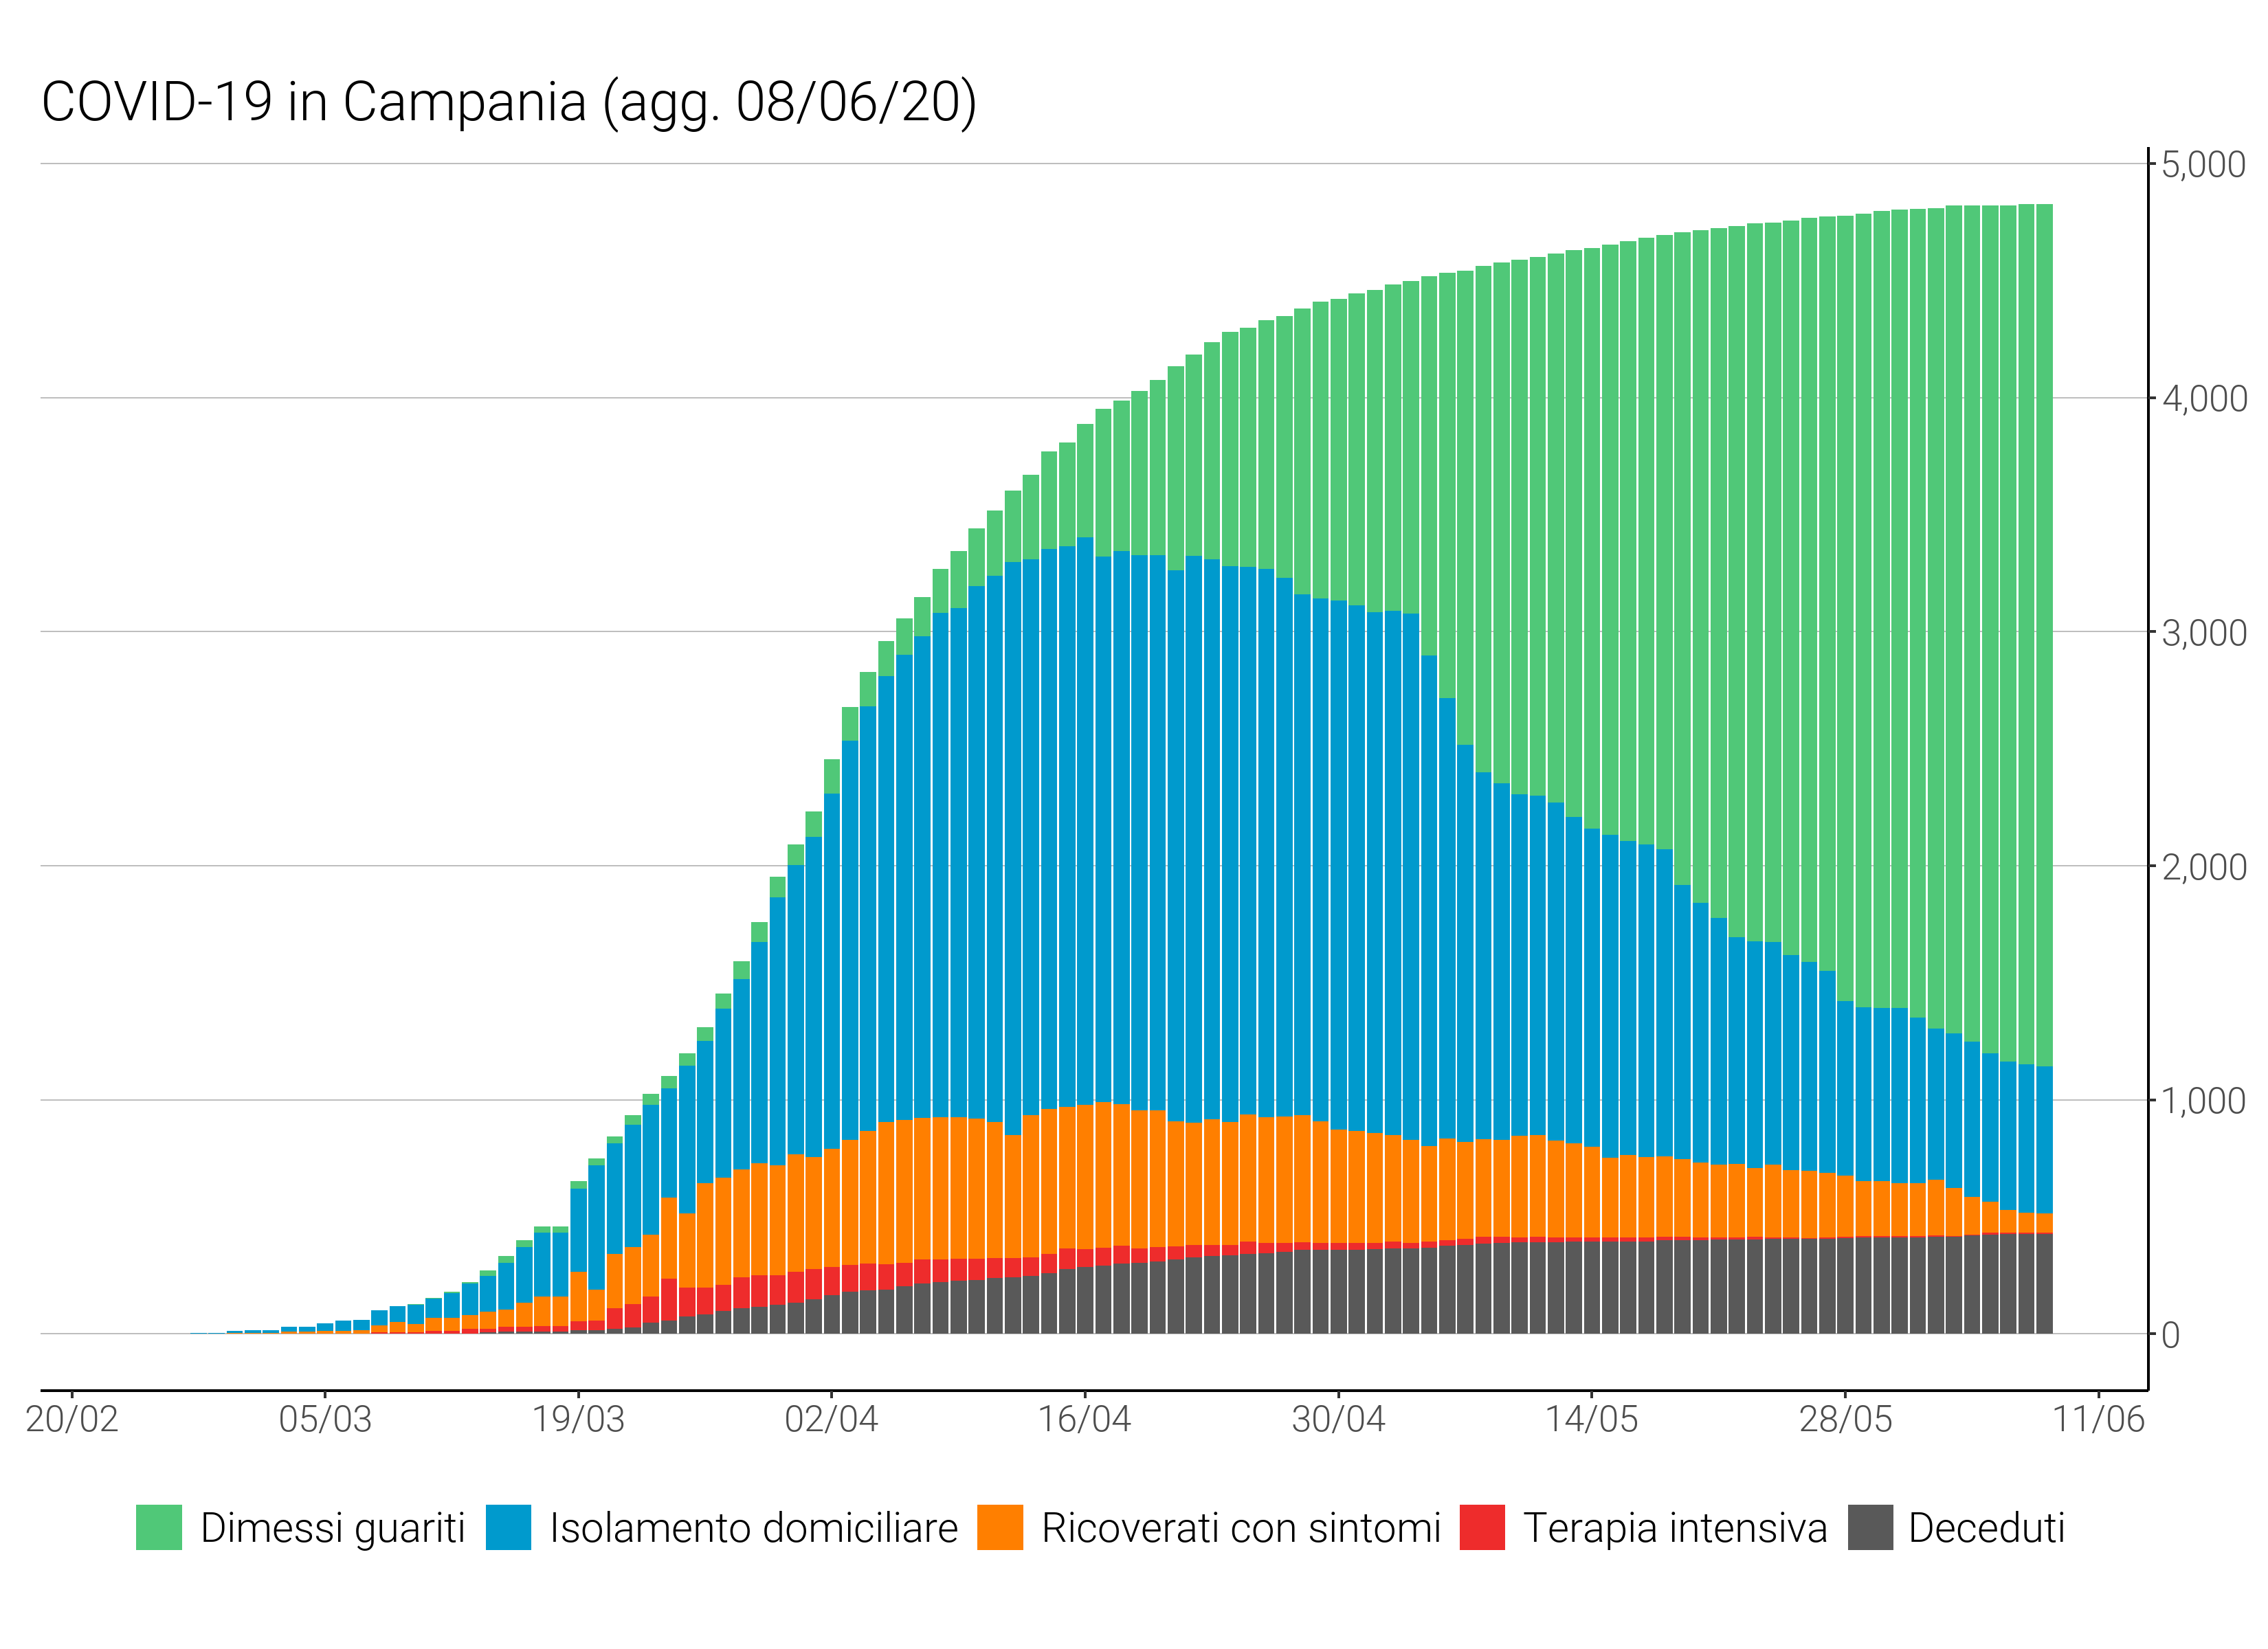 COVID-19 in Campania (agg. 08/06/20)
5,000
4,000
3,000
2,000
1,000
0
20/02 05/03 19/03 02/04 16/04 30/04 14/05 28/05 11/06
Dimessi guariti Isolamento domiciliare Ricoverati con sintomi Terapia intensiva Deceduti